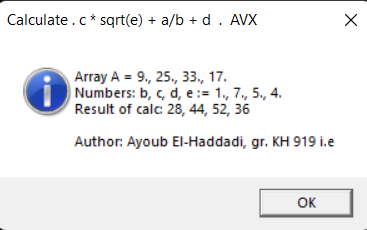 Calculate . c * sqrt(e) + a/b + d . AVX
Array A = 9., 25., 33., 17.
Numbers: b, c, d, e := 1., 7., 5., 4.
Result of calc: 28, 44, 52, 36
Author: Ayoub El-Haddadi, gr. KH 919 i.e
OK